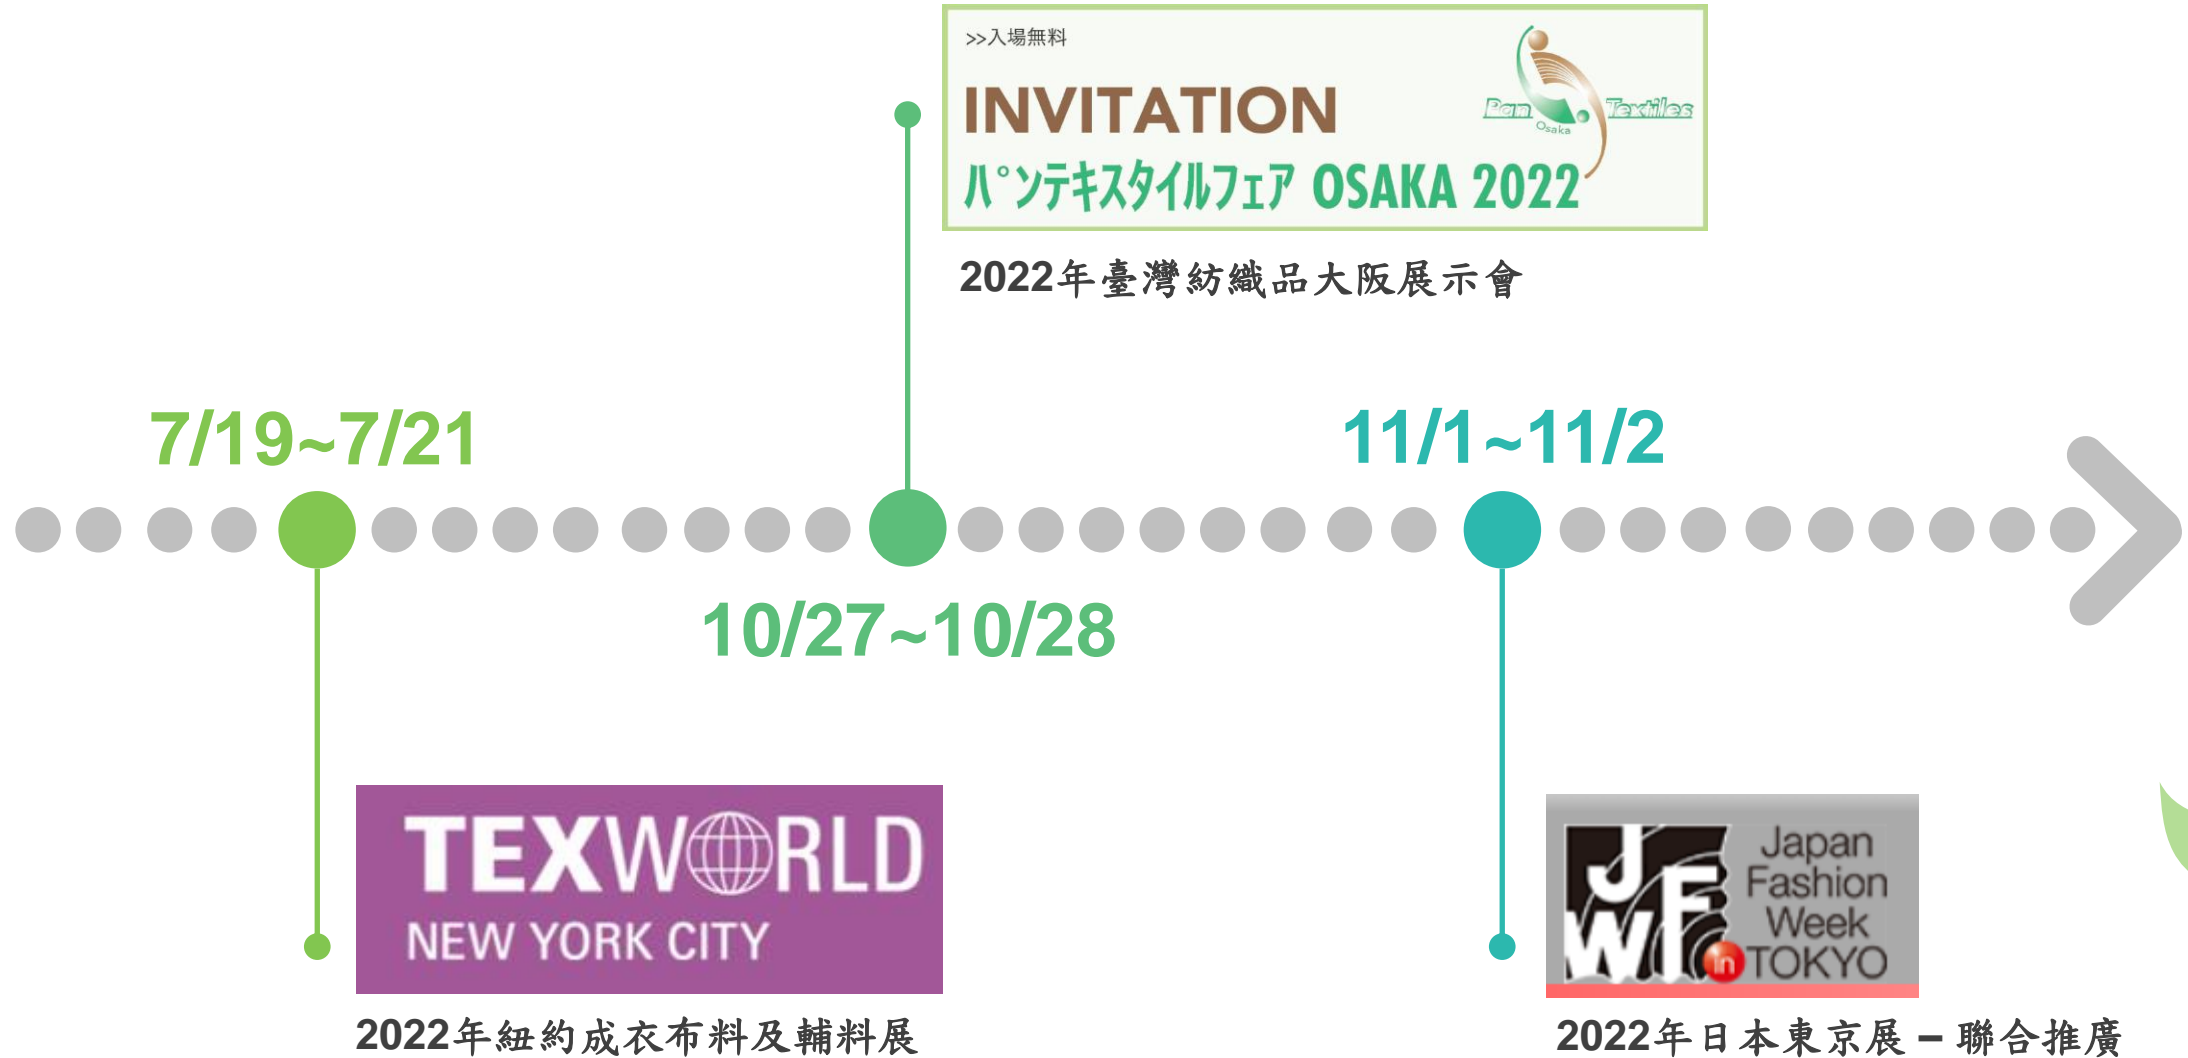 >>入場無料
INVITATION
Pan Textiles
Osaka
パンテキスタイルフェア OSAKA 2022
2022年臺灣紡織品大阪展示會
7/19~7/21
11/1~11/2
10/27~10/28
TEXWORLD
NEW YORK CITY
2022年紐約成衣布料及輔料展
JFW
in
Japan
Fashion
Week
TOKYO
2022年日本東京展 – 聯合推廣